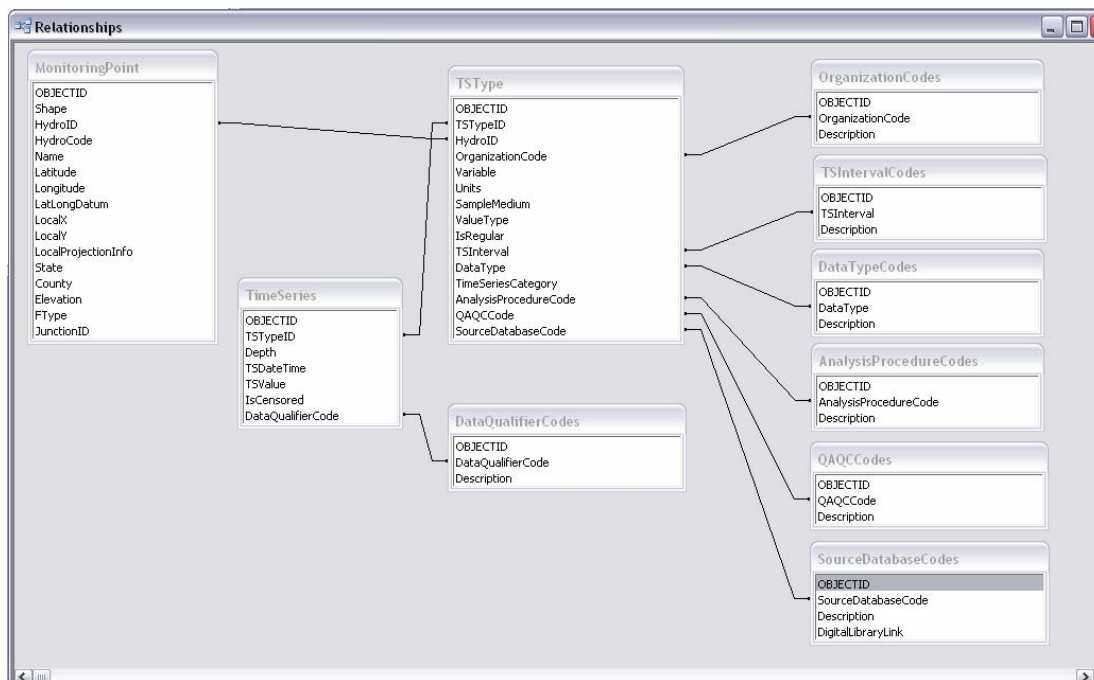 Relationships
MonitoringPoint
OBJECTID
Shape
HydroID
HydroCode
Name
Latitude
Longitude
LatLongDatum
LocalX
LocalY
LocalProjectionInfo
State
County
Elevation
FType
JunctionID
TimeSeries
OBJECTID
TSTypeID
Depth
TSDateTime
TSValue
IsCensored
DataQualifierCode
TSType
OBJECTID
TSTypeID
HydroID
OrganizationCode
Variable
Units
SampleMedium
ValueType
IsRegular
TSInterval
DataType
TimeSeriesCategory
AnalysisProcedureCode
QAQCCode
SourceDatabaseCode
DataQualifierCodes
OBJECTID
DataQualifierCode
Description
OrganizationCodes
OBJECTID
OrganizationCode
Description
TSIntervalCodes
OBJECTID
TSInterval
Description
DataTypeCodes
OBJECTID
DataType
Description
AnalysisProcedureCodes
OBJECTID
AnalysisProcedureCode
Description
QAQCCodes
OBJECTID
QAQCCode
Description
SourceDatabaseCodes
OBJECTID
SourceDatabaseCode
Description
DigitalLibraryLink